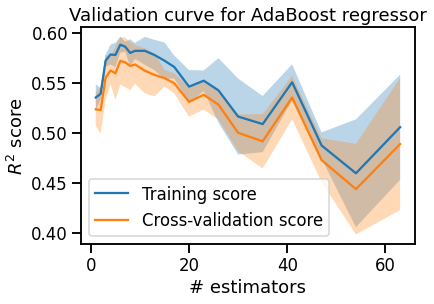 Validation curve for AdaBoost regressor
0.60
0.55
0.50
0.45
0.40
R² score
Training score
Cross-validation score
0 20 40 60
# estimators